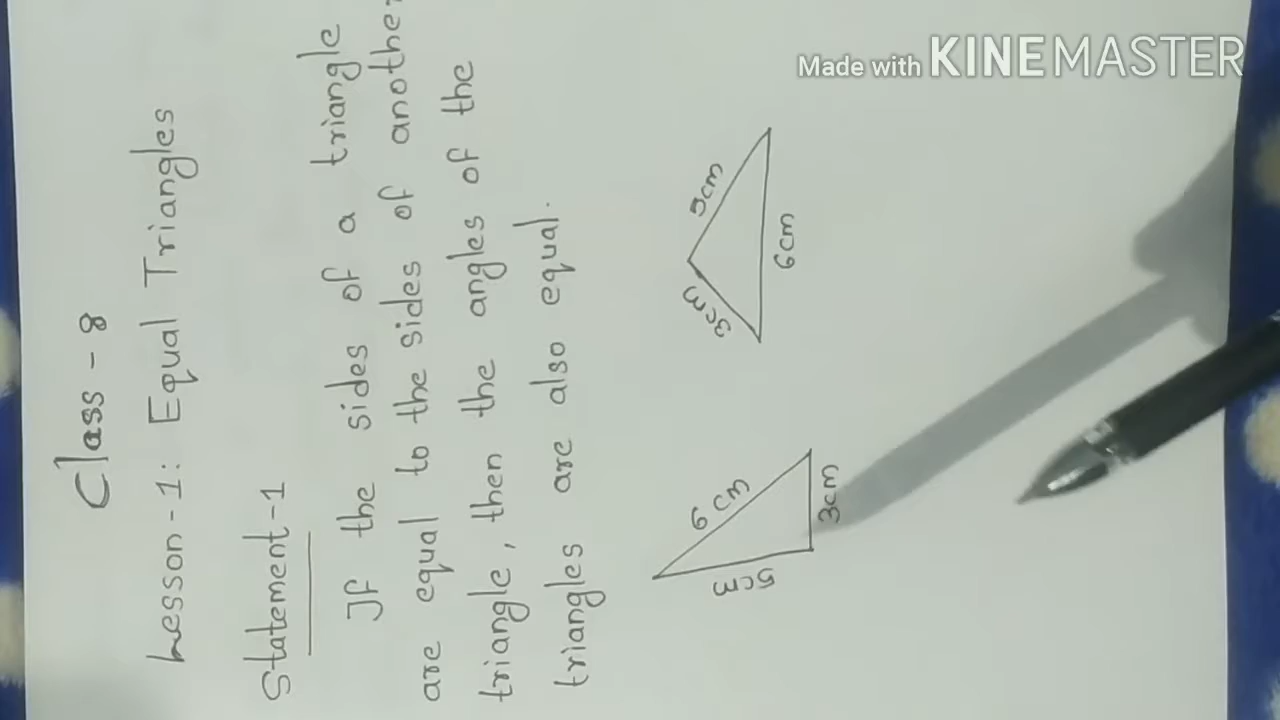 Class - 8
Lesson-1: Equal Triangles
Statement-1
If the sides of a triangle
are equal to the sides of another
triangle, then the angles of the
triangles are also equal.
6 cm
5cm
3cm
5cm
3cm
6cm
Made with KINEMASTER